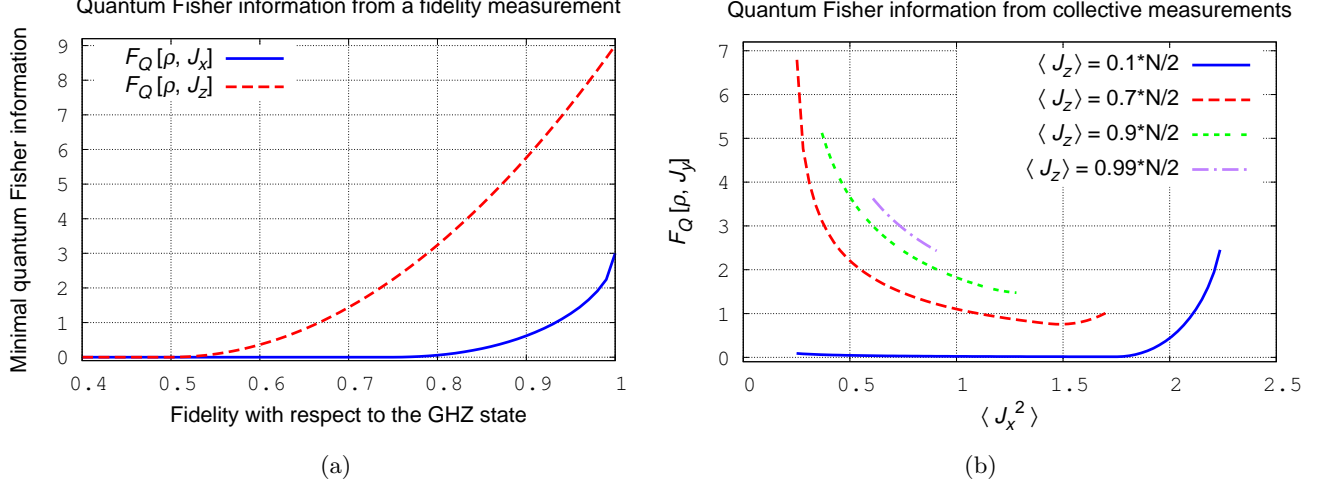 Quantum Fisher information from a fidelity measurement
Minimal quantum Fisher information
9
8
7
6
5
4
3
2
1
0
F_Q [ρ, J_x]
F_Q [ρ, J_z]
0.4 0.5 0.6 0.7 0.8 0.9 1
Fidelity with respect to the GHZ state
(a)
Quantum Fisher information from collective measurements
F_Q [ρ, J_y]
7
6
5
4
3
2
1
0
⟨ J_z⟩ = 0.1*N/2
⟨ J_z⟩ = 0.7*N/2
⟨ J_z⟩ = 0.9*N/2
⟨ J_z⟩ = 0.99*N/2
0 0.5 1 1.5 2 2.5
⟨ J_x^2 ⟩
(b)